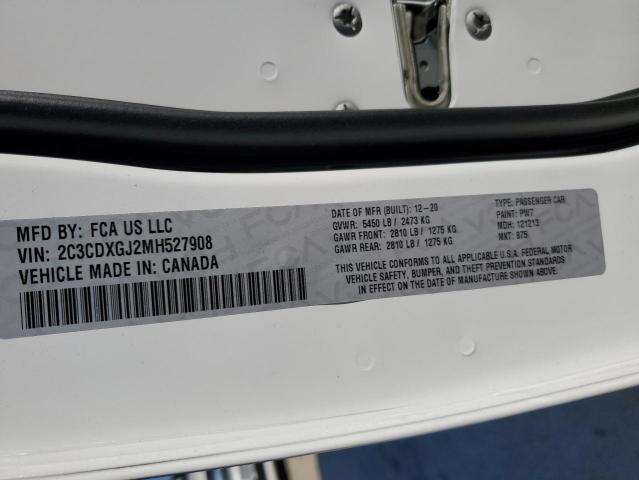 MFD BY: FCA US LLC
VIN: 2C3CDXGJ2MH527908
VEHICLE MADE IN: CANADA
DATE OF MFR (BUILT): 12-20
GVWR: 5450 LB / 2473 KG
GAWR FRONT: 2810 LB / 1275 KG
GAWR REAR: 2810 LB / 1275 KG
TYPE: PASSENGER CAR
PAINT: PW7
MDH: 121213
MKT: 975
THIS VEHICLE CONFORMS TO ALL APPLICABLE U.S.A. FEDERAL MOTOR
VEHICLE SAFETY, BUMPER, AND THEFT PREVENTION STANDARDS
IN EFFECT ON THE DATE OF MANUFACTURE SHOWN ABOVE.